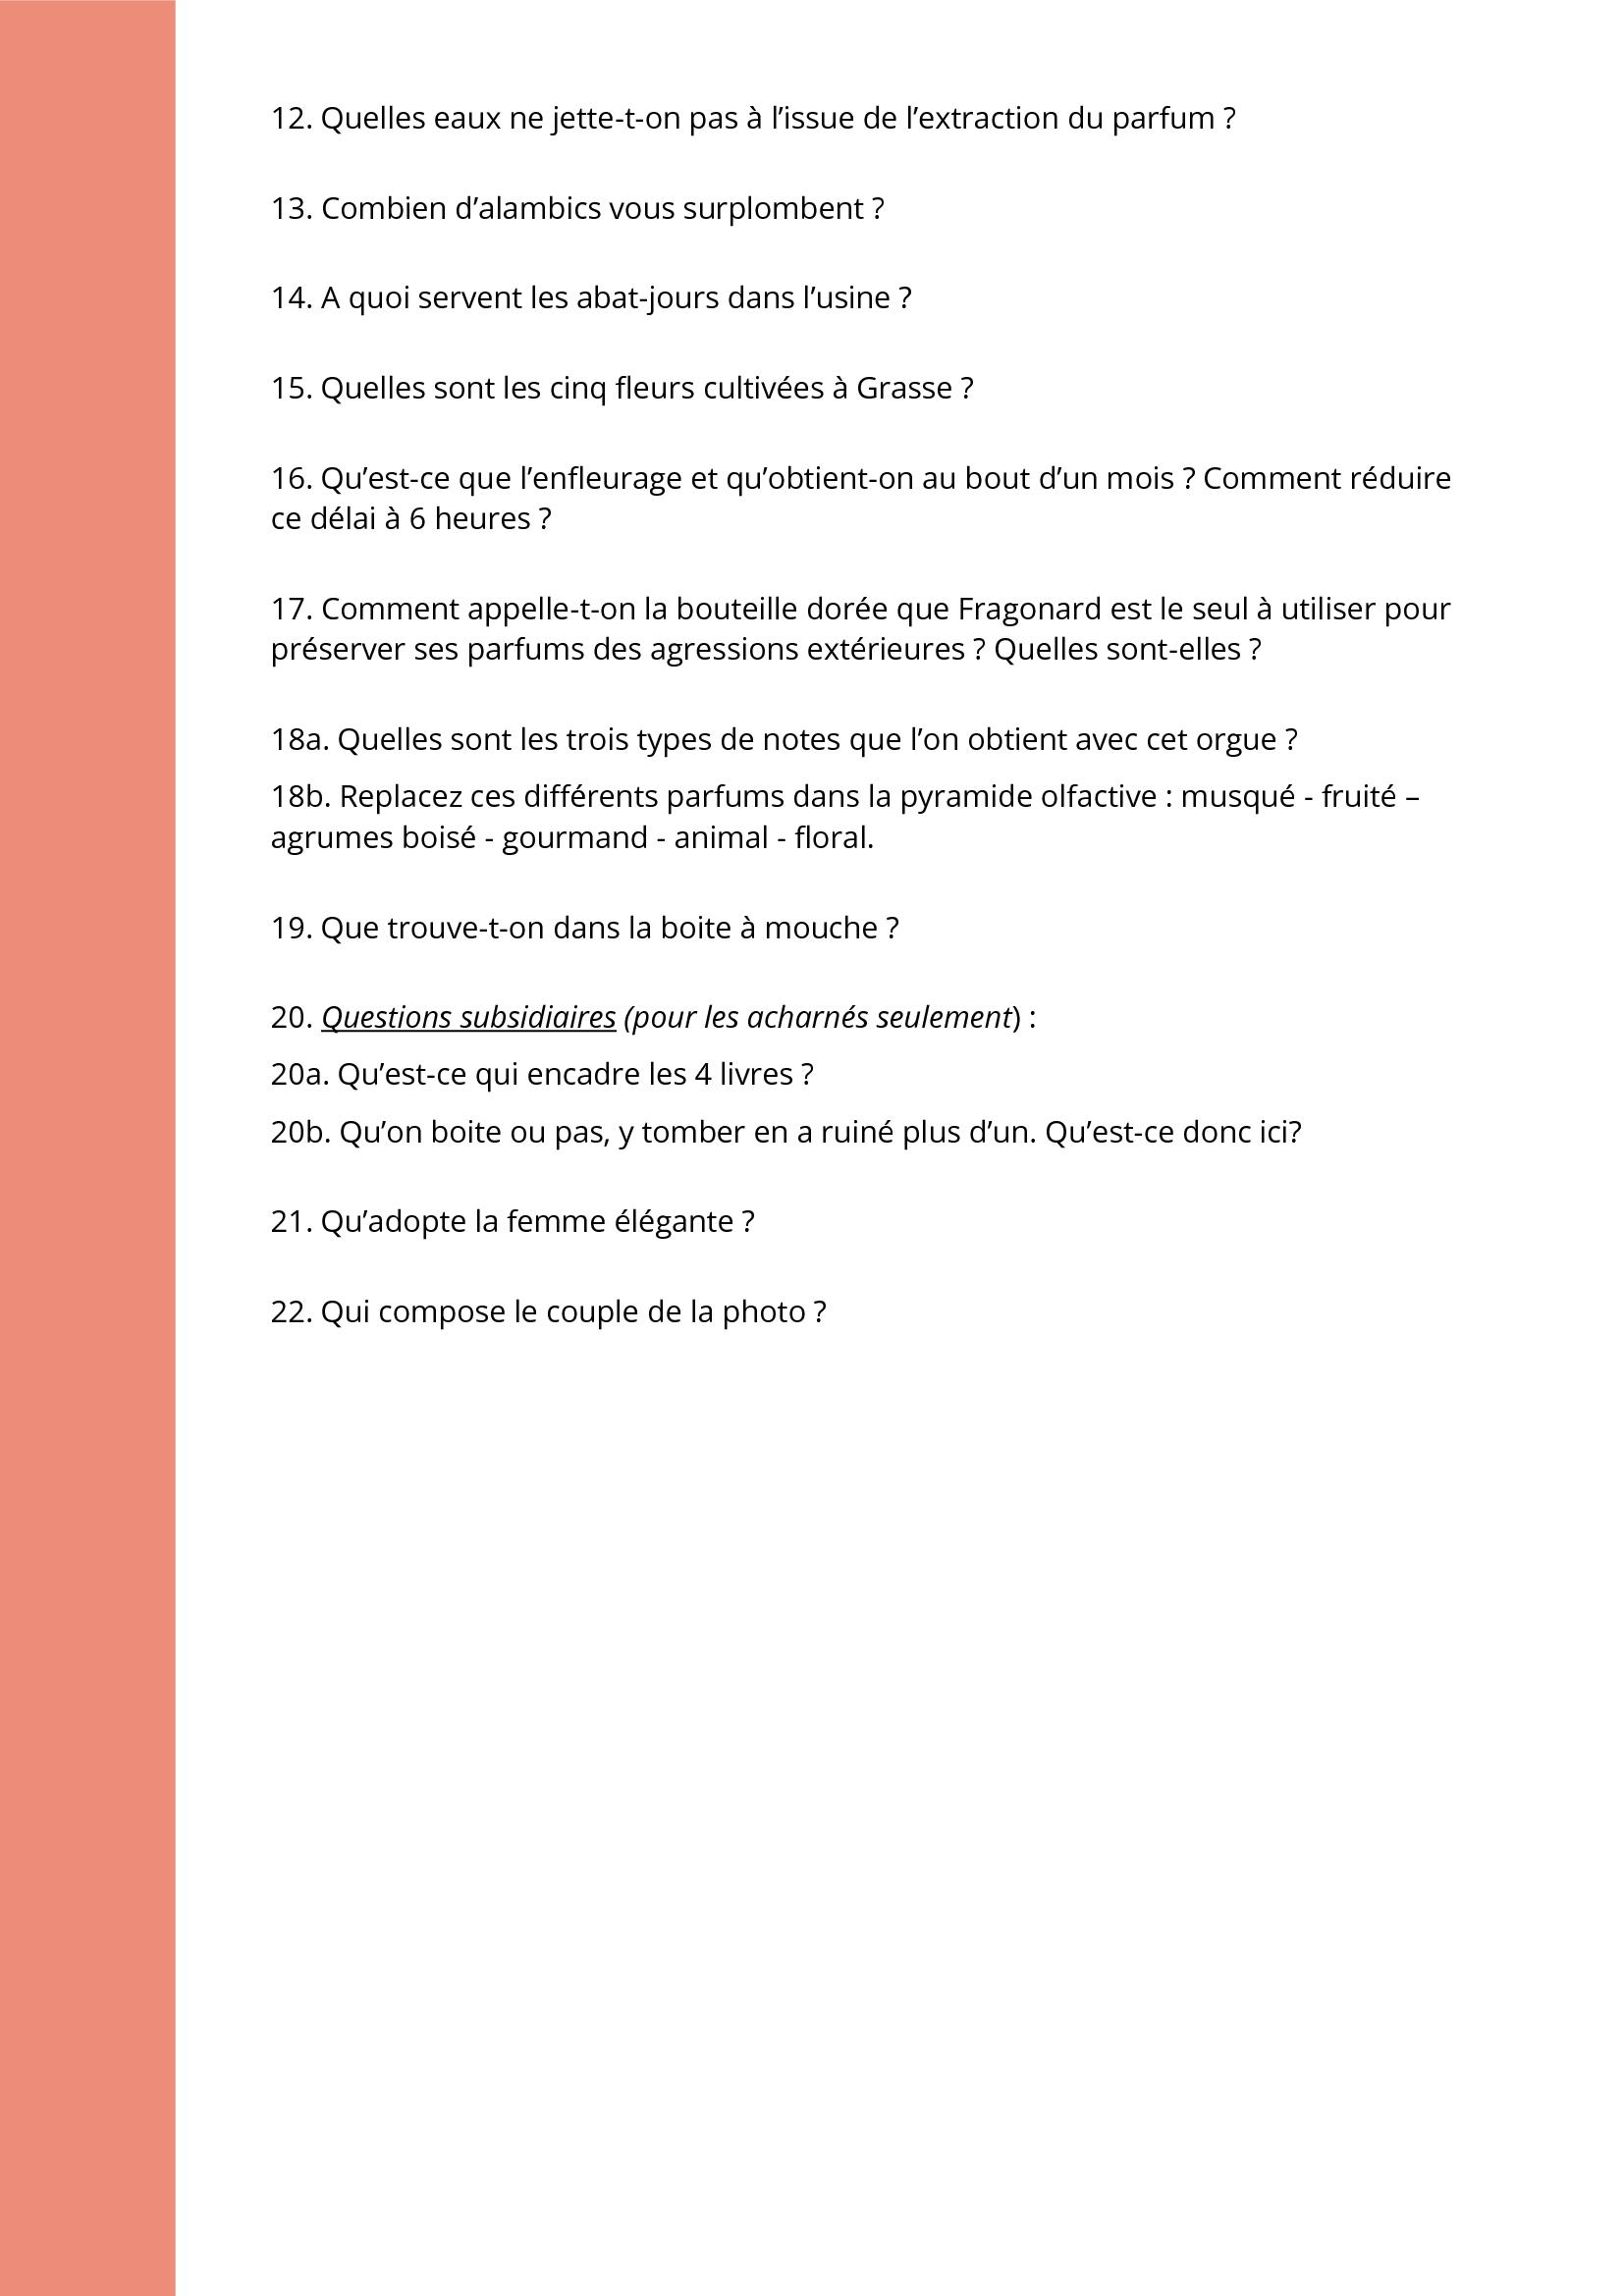 12. Quelles eaux ne jette-t-on pas à l’issue de l’extraction du parfum ?
13. Combien d’alambics vous surplombent ?
14. A quoi servent les abat-jours dans l’usine ?
15. Quelles sont les cinq fleurs cultivées à Grasse ?
16. Qu’est-ce que l’enfleurage et qu’obtient-on au bout d’un mois ? Comment réduire
ce délai à 6 heures ?
17. Comment appelle-t-on la bouteille dorée que Fragonard est le seul à utiliser pour
préserver ses parfums des agressions extérieures ? Quelles sont-elles ?
18a. Quelles sont les trois types de notes que l’on obtient avec cet orgue ?
18b. Replacez ces différents parfums dans la pyramide olfactive : musqué - fruité –
agrumes boisé - gourmand - animal - floral.
19. Que trouve-t-on dans la boite à mouche ?
20. Questions subsidiaires (pour les acharnés seulement) :
20a. Qu’est-ce qui encadre les 4 livres ?
20b. Qu’on boite ou pas, y tomber en a ruiné plus d’un. Qu’est-ce donc ici?
21. Qu’adopte la femme élégante ?
22. Qui compose le couple de la photo ?